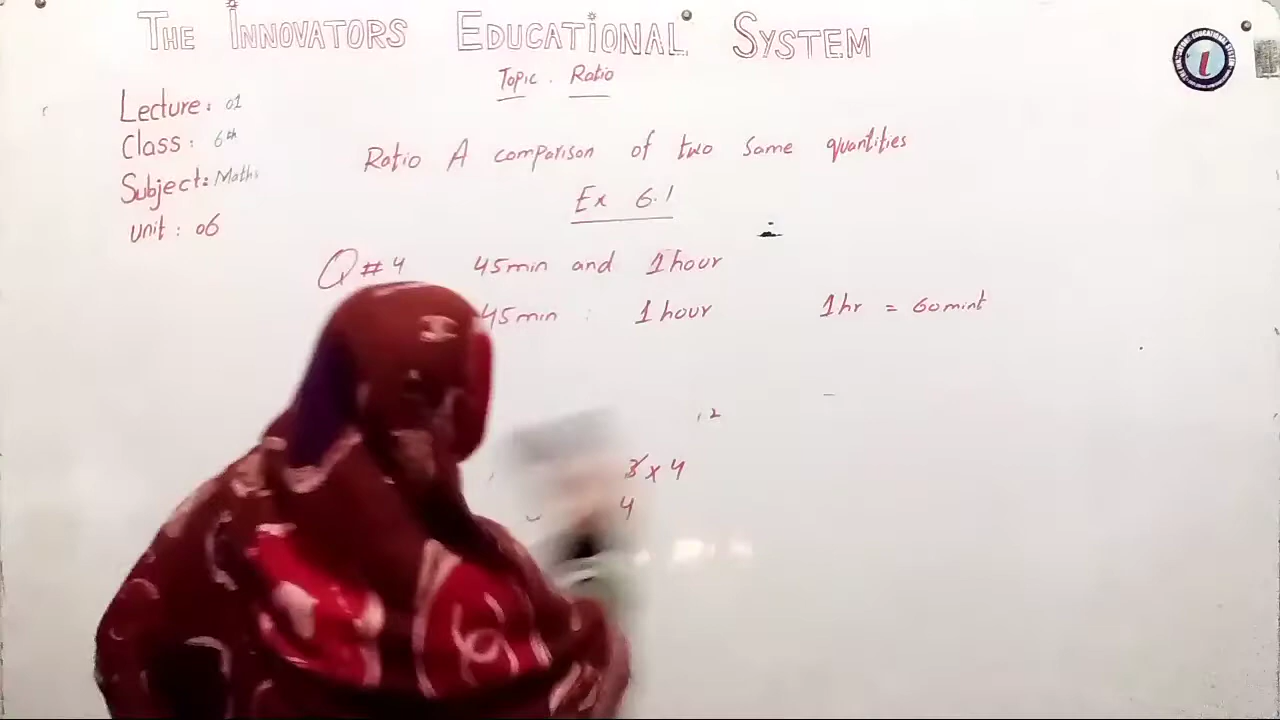 THE INNOVATORS EDUCATIONAL SYSTEM
Topic . Ratio
Lecture: 01
Class: 6th
Subject: Maths
Unit: 06
Ratio A comparison of two same quantities
Ex 6.1
Q # 4 45min and 1 hour
45min : 1 hour 1hr = 60mint
2
3 x 4
4